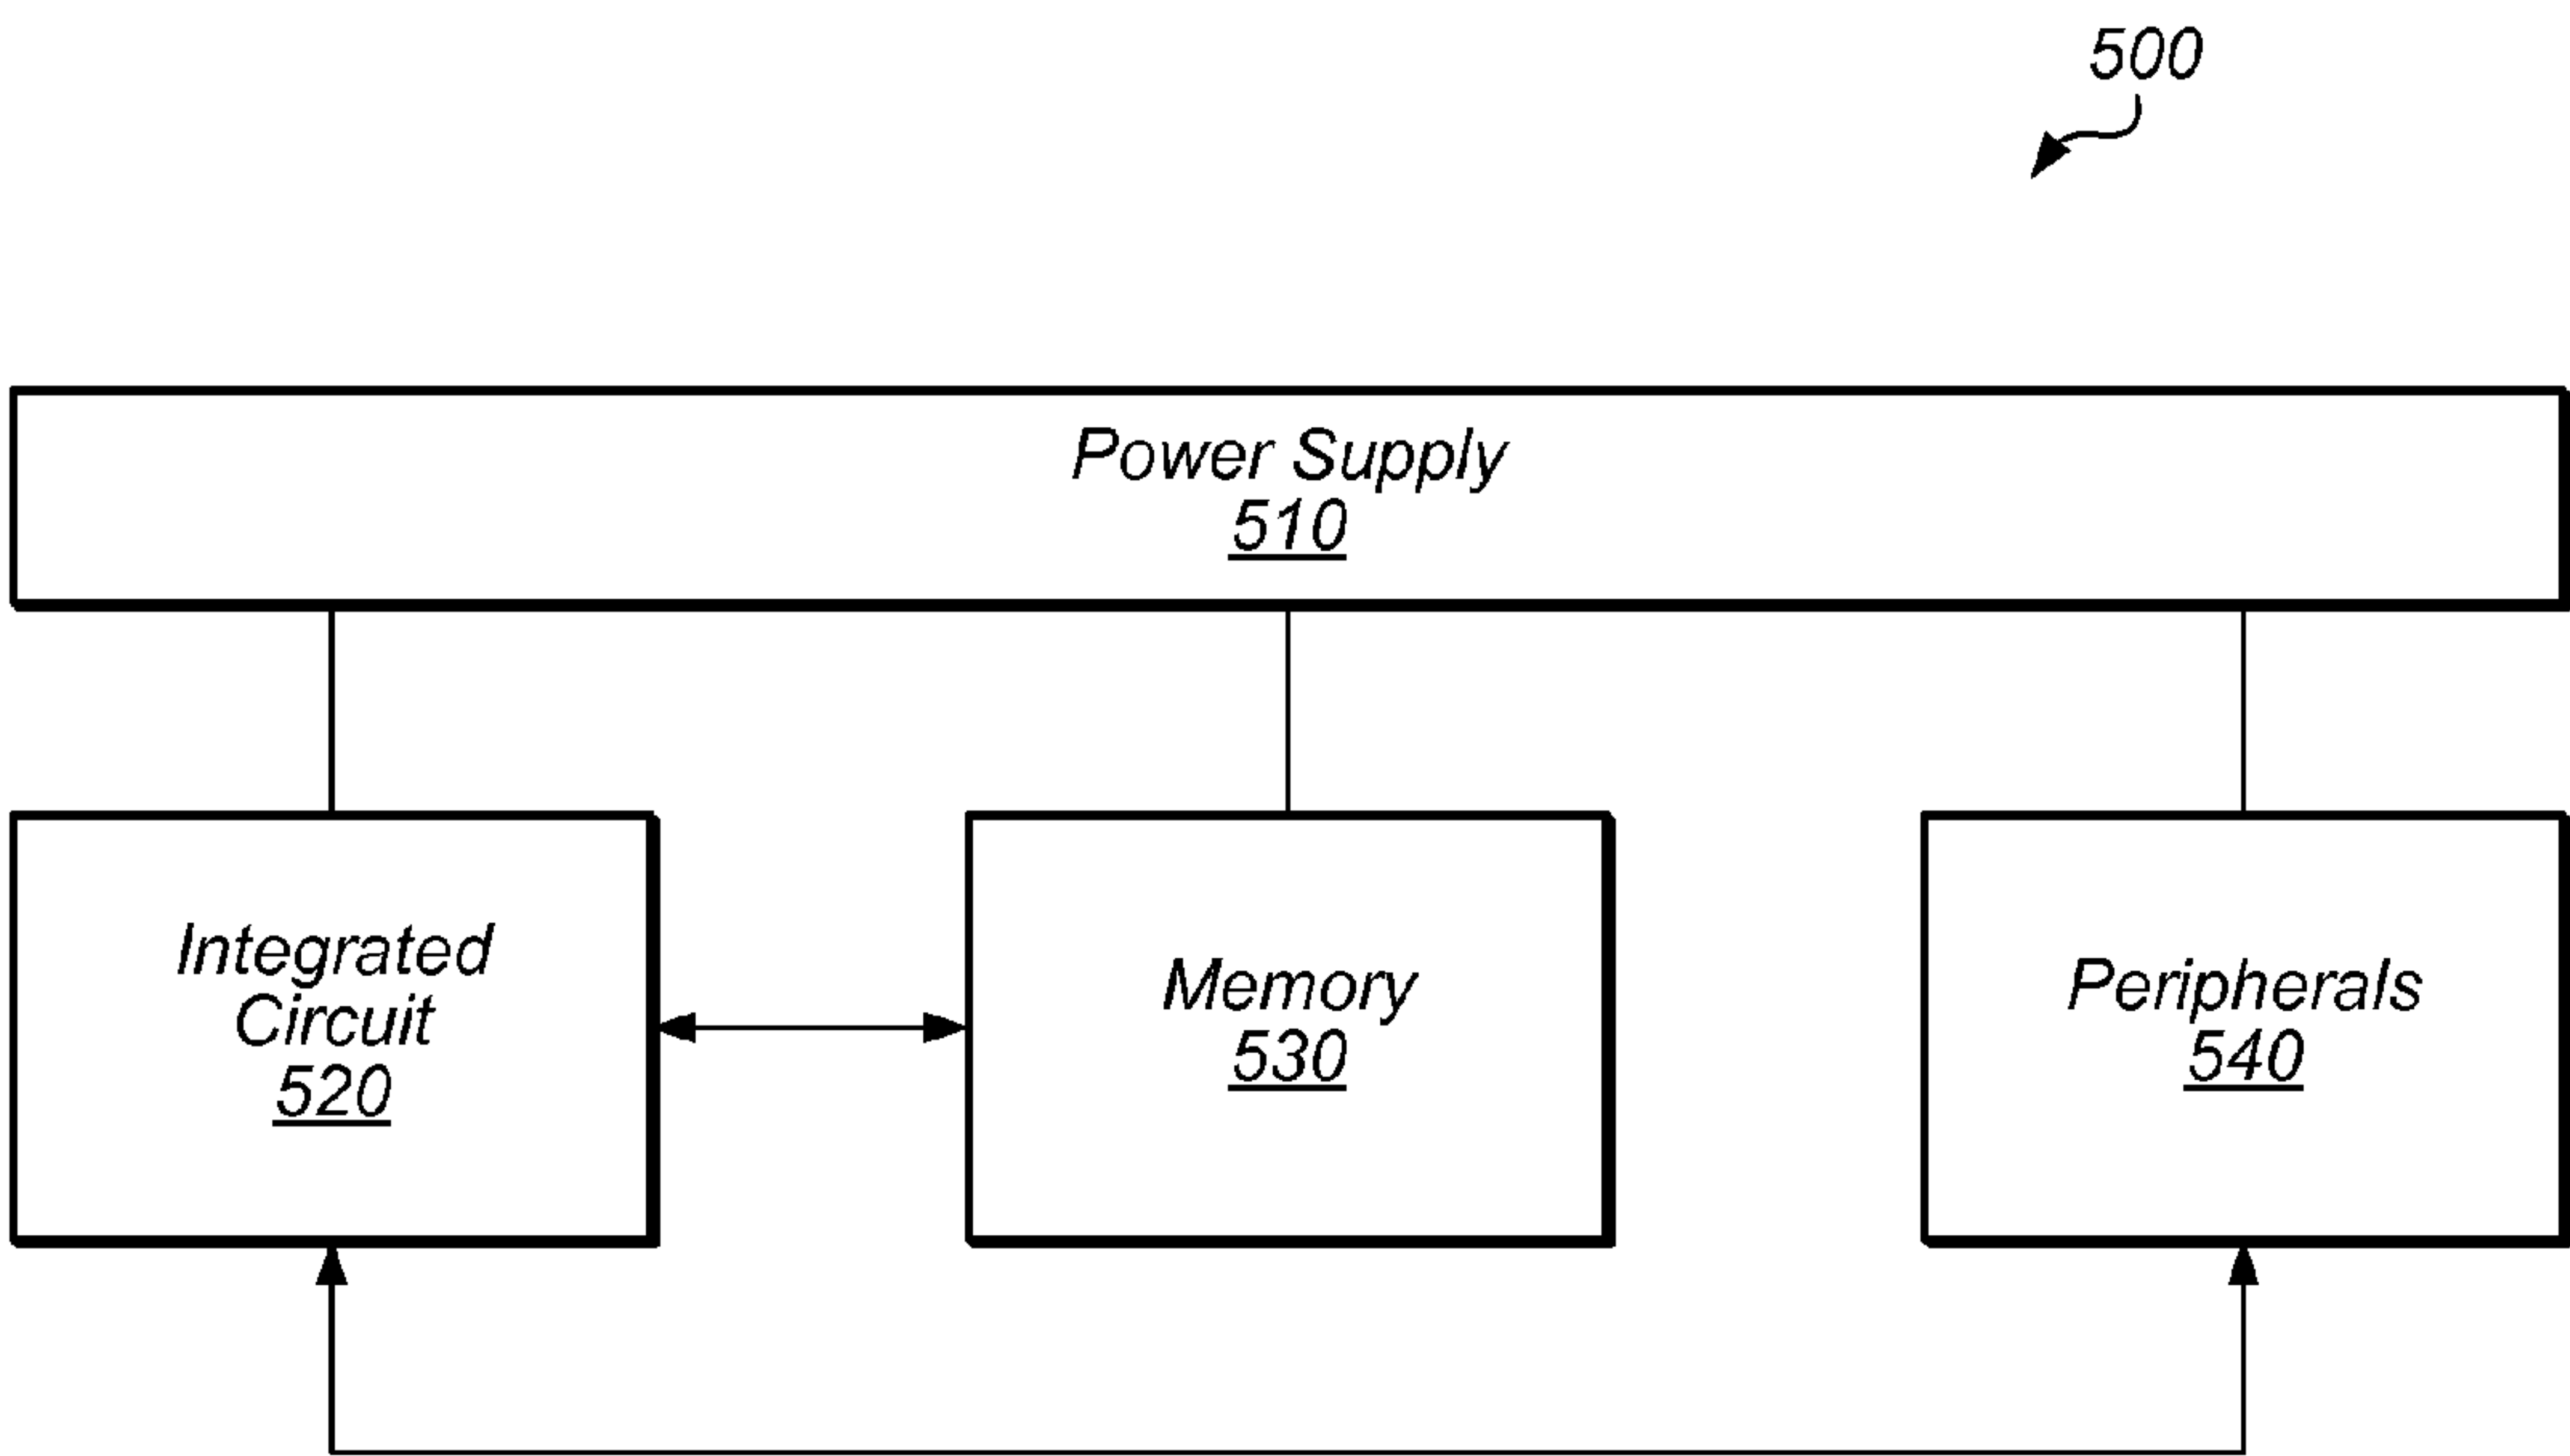 500
Power Supply
510
Integrated
Circuit
520
Memory
530
Peripherals
540